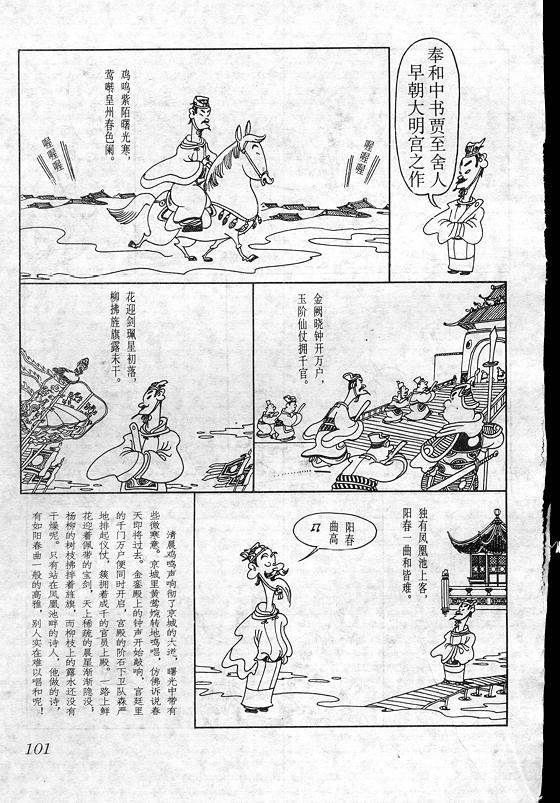 奉和中书贾至舍人
早朝大明宫之作
鸡鸣紫陌曙光寒，
莺啭皇州春色阑。
喔喔喔
喔喔喔
金阙晓钟开万户，
玉阶仙仗拥千官。
花迎剑珮星初落，
柳拂旌旗露未干。
独有凤凰池上客，
阳春一曲和皆难。
阳春
曲高
清晨鸡鸣声响彻了京城的大道，曙光中带有
些微寒意。京城里黄莺婉转地鸣唱，仿佛诉说春
天即将过去。金銮殿上的钟声开始敲响，宫廷里
的千门万户便同时开启，宫殿的阶石下卫队森严
地排起仪仗，簇拥着成千的官员上殿。一路上鲜
花迎着佩带的宝剑，天上稀疏的晨星渐渐隐没；
杨柳的树枝拂拌着旌旗，而柳枝上的露水还没有
干燥呢。只有站在凤凰池畔的诗人，他做的诗，
有如阳春曲一般的高雅，别人实在难以唱和呢！
101